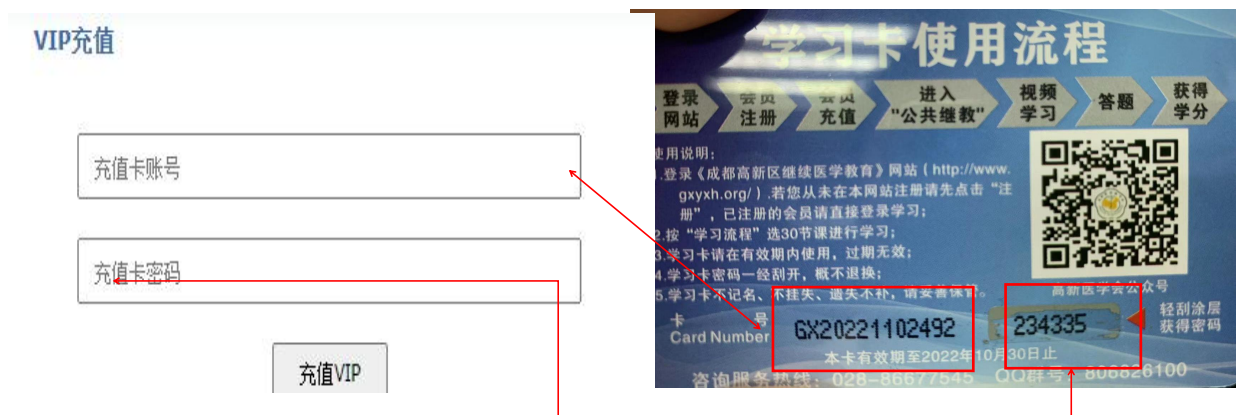 VIP充值
充值卡账号
充值卡密码
充值VIP
学习卡使用流程
登录网站
会员注册
会员充值
进入"公共继教"
视频学习
答题
获得学分
使用说明:
1.登录《成都高新区继续医学教育》网站(http://www.
gxyxh.org/).若您从未在本网站注册请先点击“注
册”,已注册的会员请直接登录学习;
2.按“学习流程”选30节课进行学习;
3.学习卡请在有效期内使用,过期无效;
4.学习卡密码一经刮开,概不退换;
5.学习卡不记名、不挂失、遗失不补,请妥善保管。
高新医学会公众号
卡 号
Card Number
GX20221102492
234335
轻刮涂层
获得密码
本卡有效期至2022年10月30日止
咨询服务热线:028-86677545 QQ群号:806826100